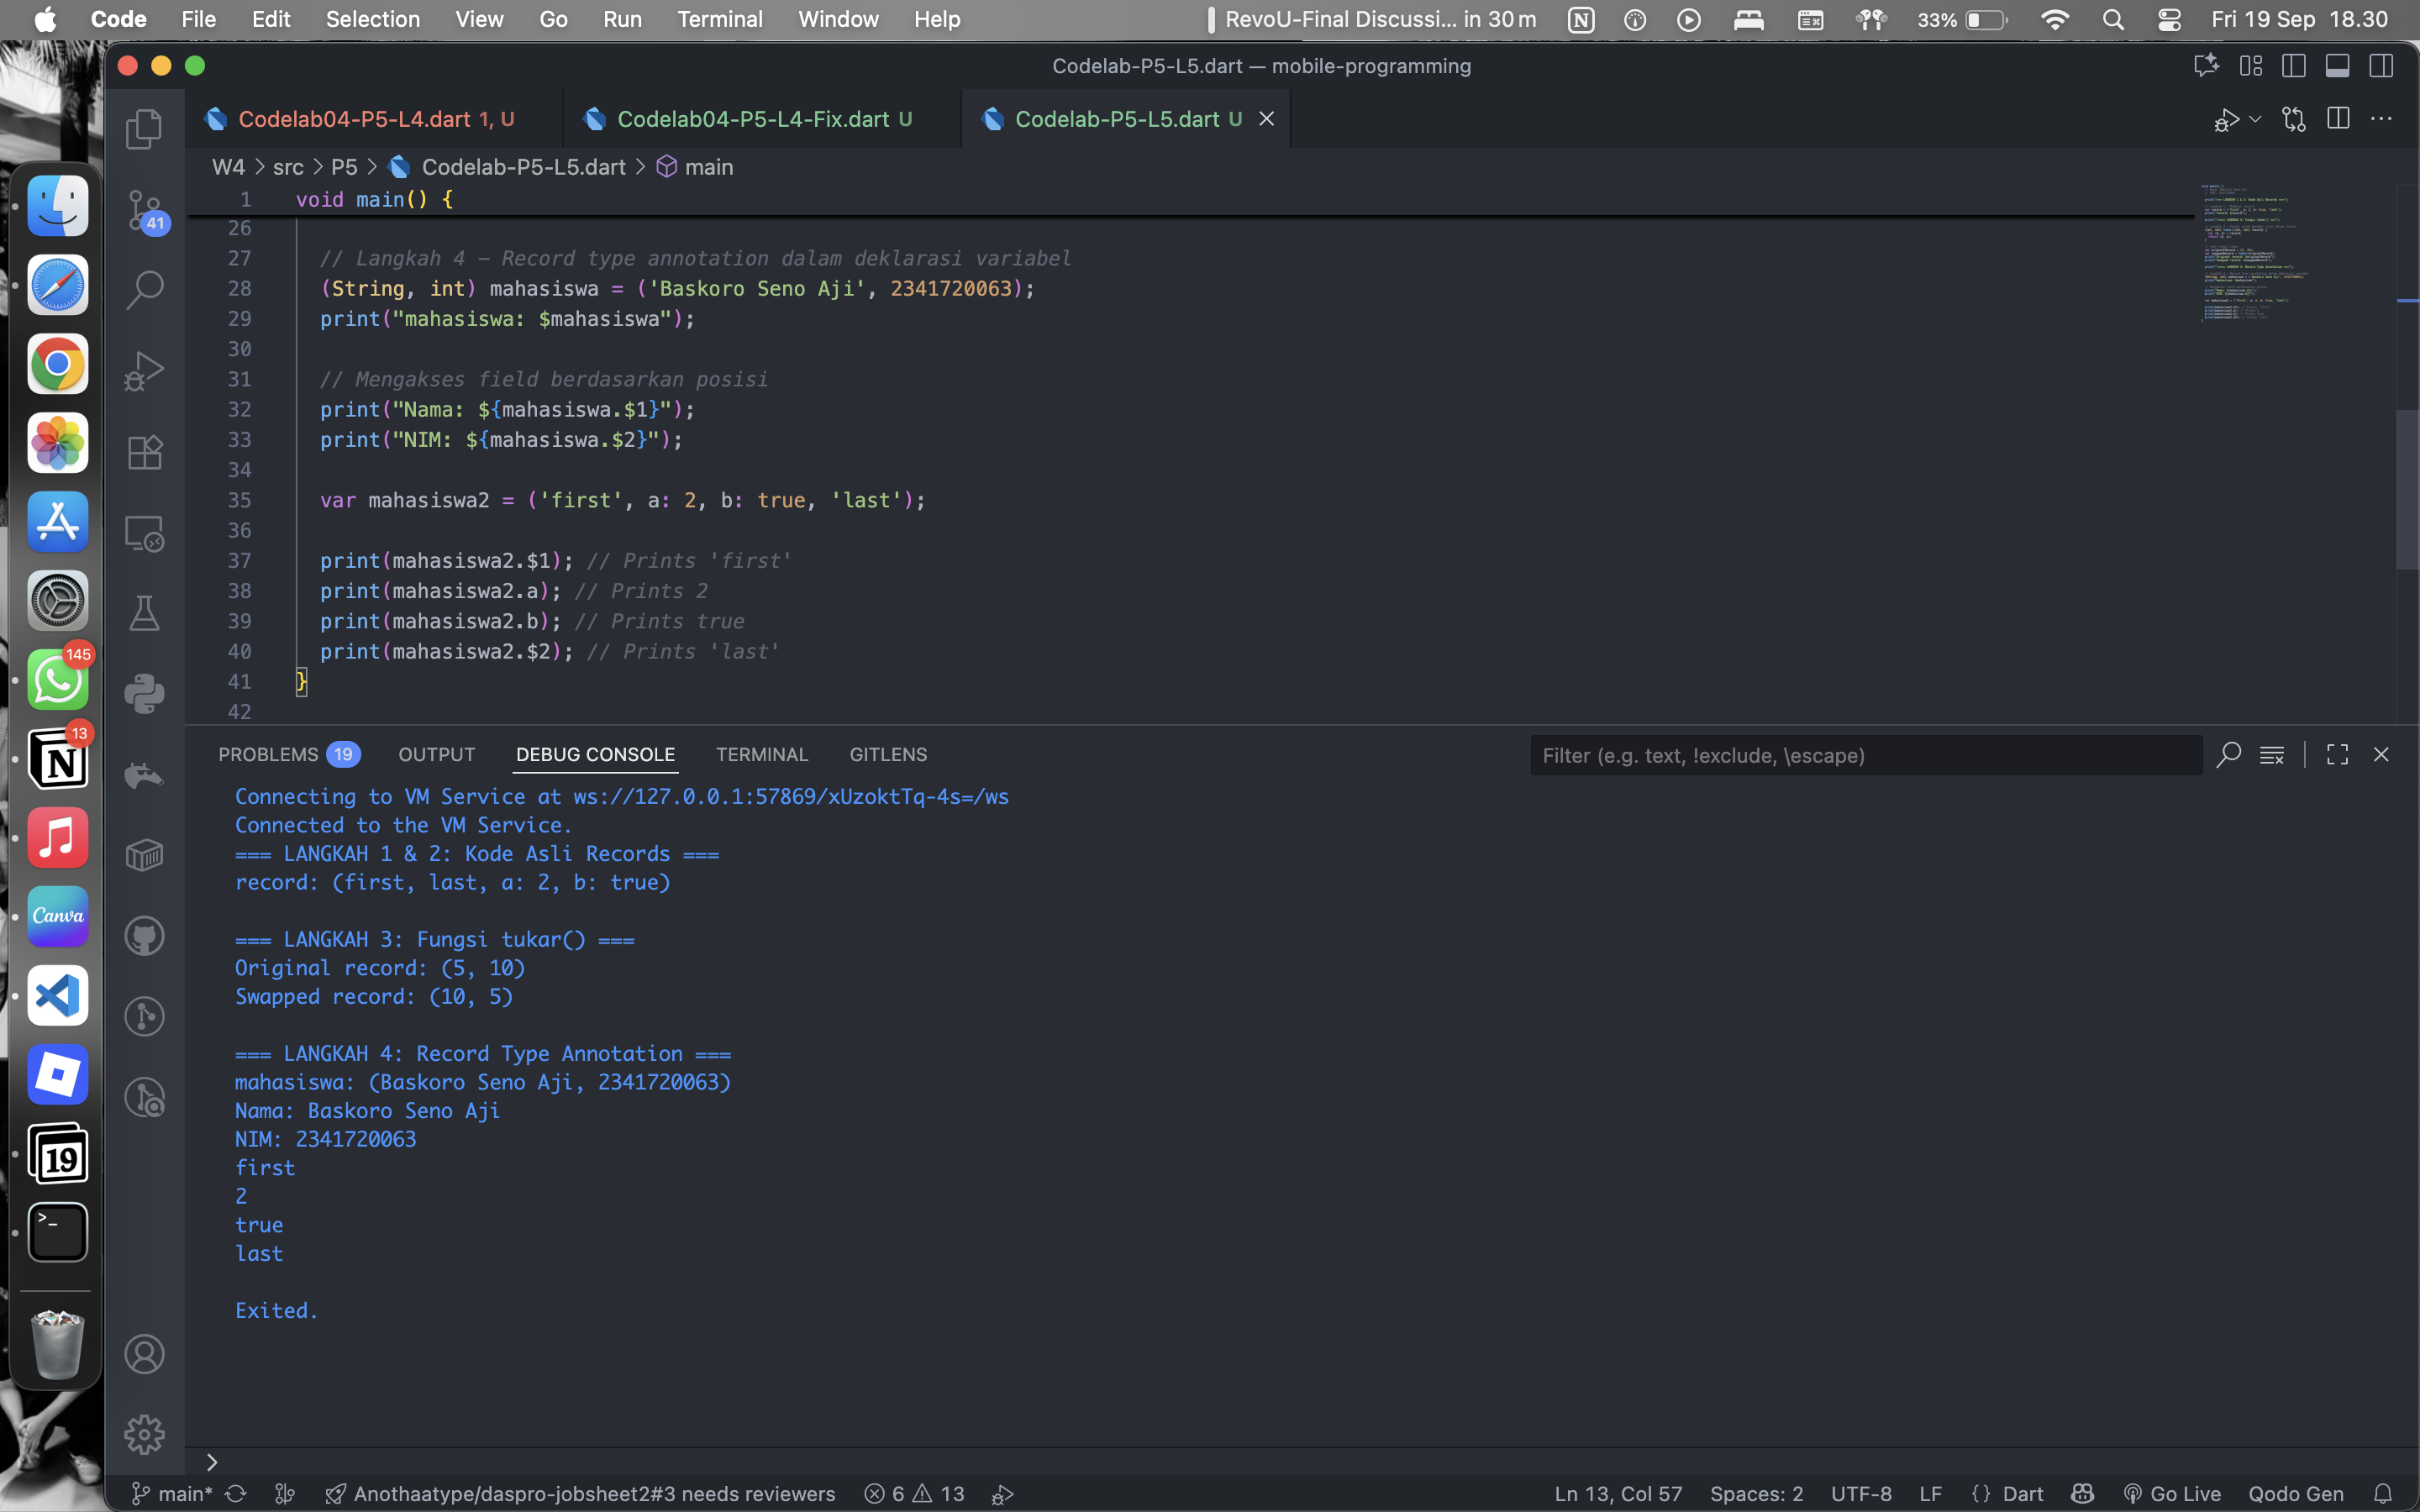 Code File Edit Selection View Go Run Terminal Window Help RevoU-Final Discussi... in 30 m 33% Fri 19 Sep 18.30
Codelab-P5-L5.dart — mobile-programming
Codelab04-P5-L4.dart 1, U Codelab04-P5-L4-Fix.dart U Codelab-P5-L5.dart U
W4 > src > P5 > Codelab-P5-L5.dart > main
1 void main() {
26
27 // Langkah 4 – Record type annotation dalam deklarasi variabel
28 (String, int) mahasiswa = ('Baskoro Seno Aji', 2341720063);
29 print("mahasiswa: $mahasiswa");
30
31 // Mengakses field berdasarkan posisi
32 print("Nama: ${mahasiswa.$1}");
33 print("NIM: ${mahasiswa.$2}");
34
35 var mahasiswa2 = ('first', a: 2, b: true, 'last');
36
37 print(mahasiswa2.$1); // Prints 'first'
38 print(mahasiswa2.a); // Prints 2
39 print(mahasiswa2.b); // Prints true
40 print(mahasiswa2.$2); // Prints 'last'
41 }
42
PROBLEMS 19 OUTPUT DEBUG CONSOLE TERMINAL GITLENS Filter (e.g. text, !exclude, \escape)
Connecting to VM Service at ws://127.0.0.1:57869/xUzoktTq-4s=/ws
Connected to the VM Service.
=== LANGKAH 1 & 2: Kode Asli Records ===
record: (first, last, a: 2, b: true)
=== LANGKAH 3: Fungsi tukar() ===
Original record: (5, 10)
Swapped record: (10, 5)
=== LANGKAH 4: Record Type Annotation ===
mahasiswa: (Baskoro Seno Aji, 2341720063)
Nama: Baskoro Seno Aji
NIM: 2341720063
first
2
true
last
Exited.
>
main* Anothaatype/daspro-jobsheet2#3 needs reviewers 6 13 Ln 13, Col 57 Spaces: 2 UTF-8 LF {} Dart Go Live Qodo Gen
41
145
13
N
Canva
19
>_